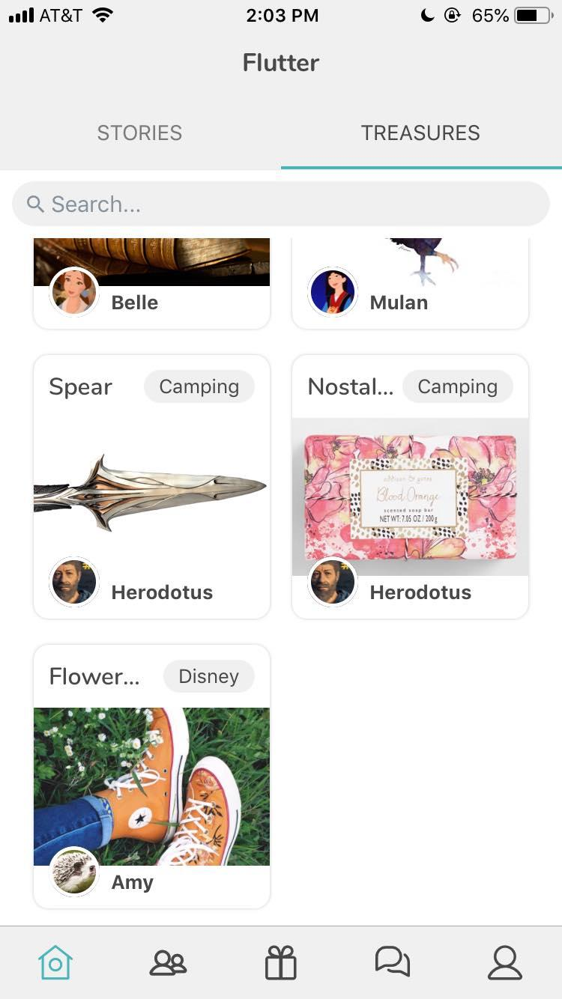 AT&T 2:03 PM 65%
Flutter
STORIES TREASURES
Search...
Belle Mulan
Spear Camping Nostal... Camping
addison & gates
Blood Orange
scented soap bar
NET WT: 7.05 OZ / 200 g
Herodotus Herodotus
Flower... Disney
Amy